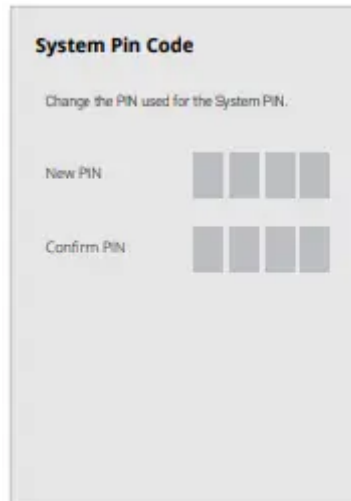 System Pin Code
Change the PIN used for the System PIN.
New PIN
Confirm PIN